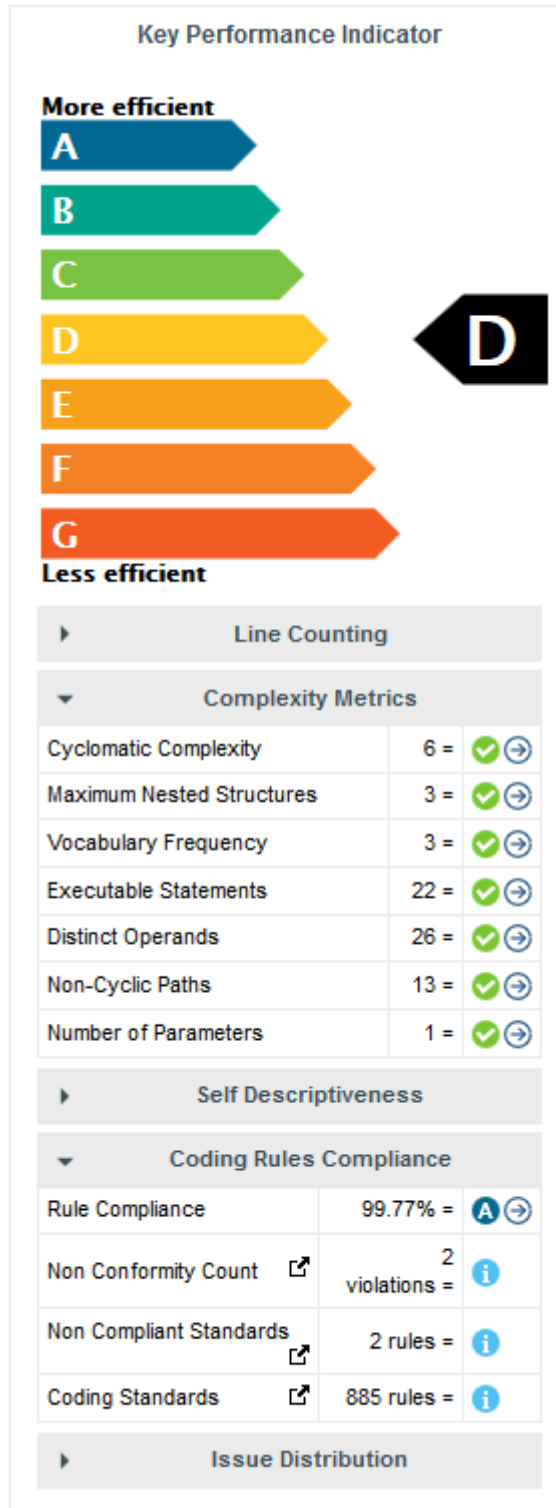 Key Performance Indicator
More efficient
A
B
C
D
D
E
F
G
Less efficient
Line Counting
Complexity Metrics
Cyclomatic Complexity 6 =
Maximum Nested Structures 3 =
Vocabulary Frequency 3 =
Executable Statements 22 =
Distinct Operands 26 =
Non-Cyclic Paths 13 =
Number of Parameters 1 =
Self Descriptiveness
Coding Rules Compliance
Rule Compliance 99.77% = A
Non Conformity Count 2
violations = i
Non Compliant Standards 2 rules = i
Coding Standards 885 rules = i
Issue Distribution